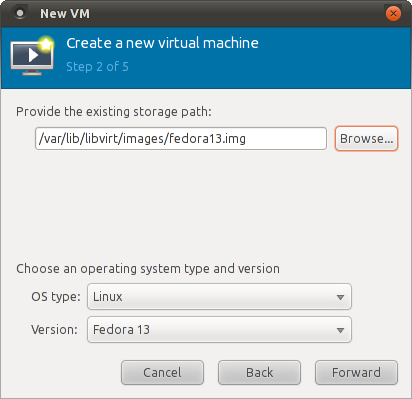 New VM
Create a new virtual machine
Step 2 of 5
Provide the existing storage path:
/var/lib/libvirt/images/fedora13.img Browse...
Choose an operating system type and version
OS type: Linux
Version: Fedora 13
Cancel Back Forward